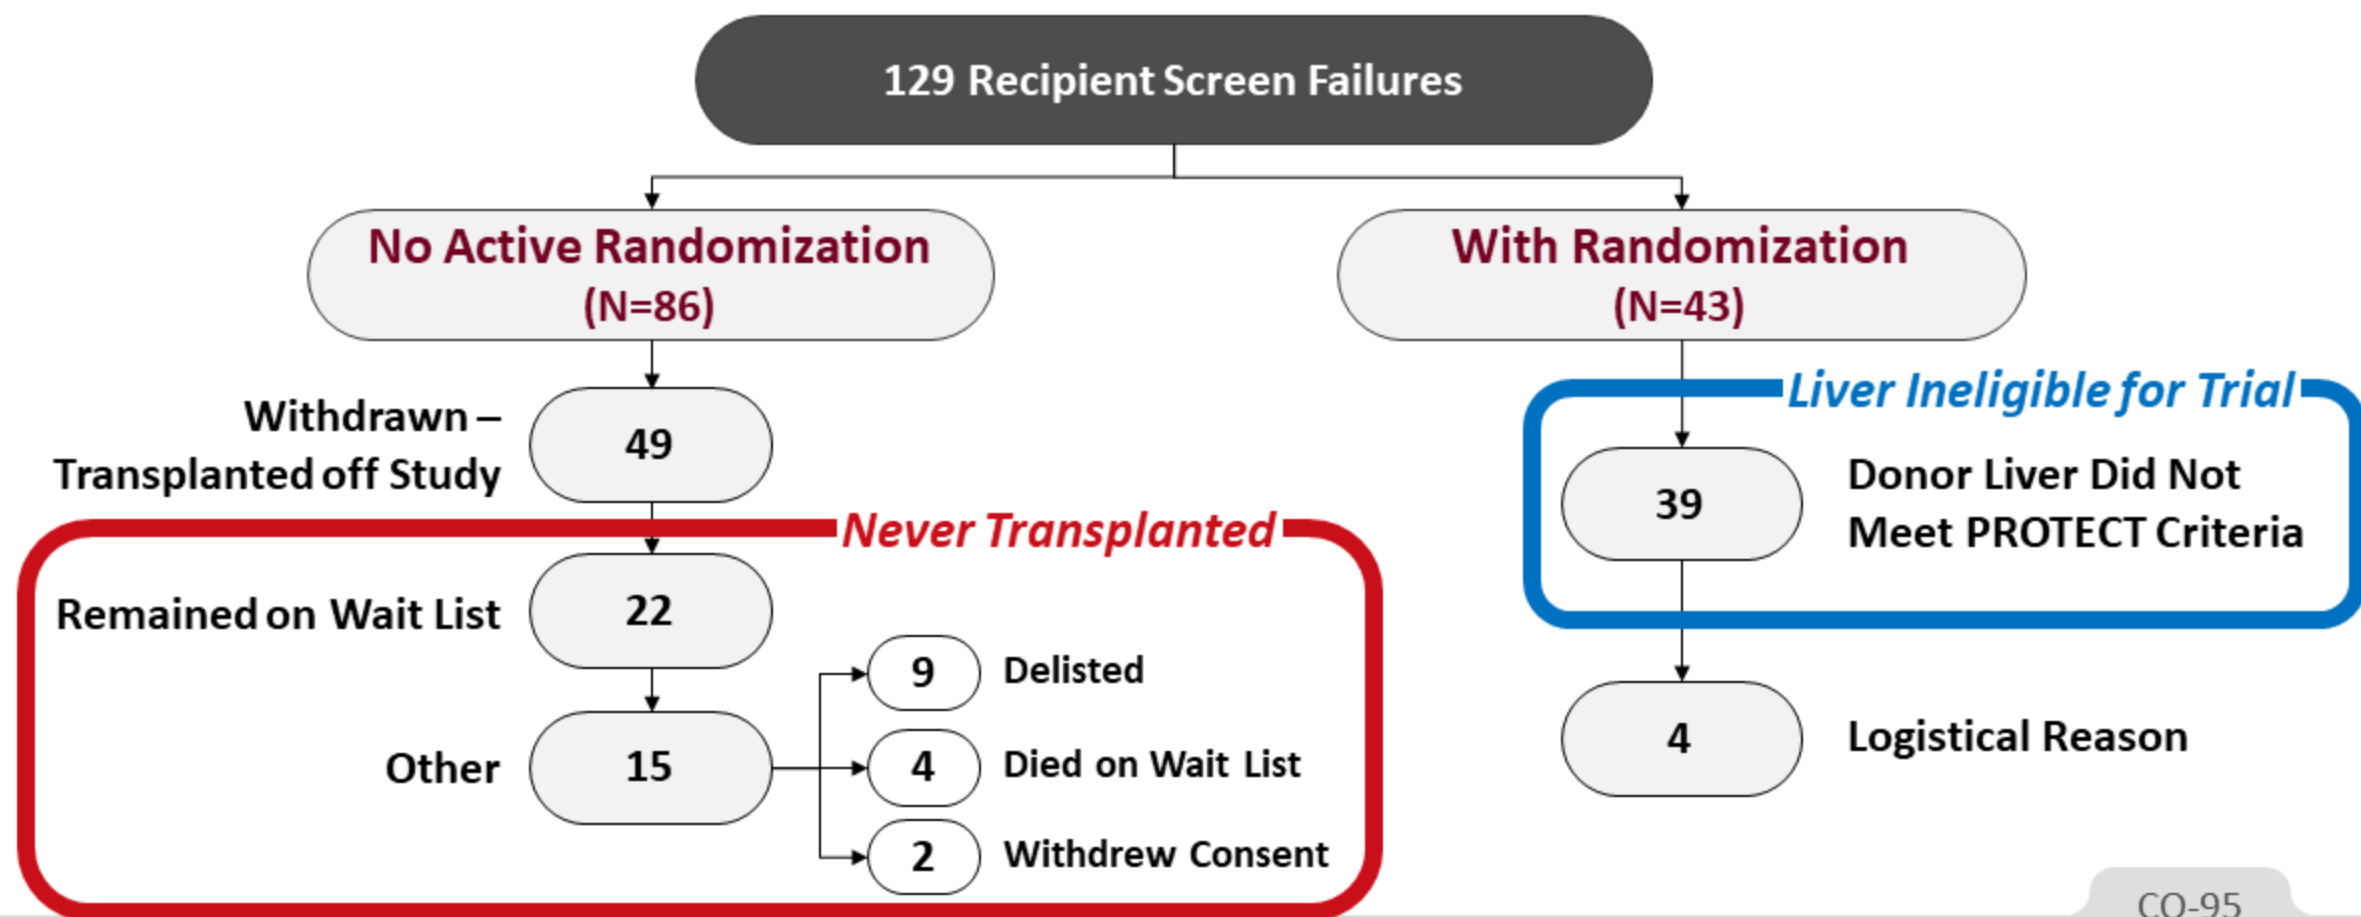 129 Recipient Screen Failures
No Active Randomization
(N=86)
With Randomization
(N=43)
Withdrawn –
Transplanted off Study
49
Never Transplanted
Remained on Wait List
22
Other
15
9
Delisted
4
Died on Wait List
2
Withdrew Consent
Liver Ineligible for Trial
39
Donor Liver Did Not
Meet PROTECT Criteria
4
Logistical Reason
CO-95